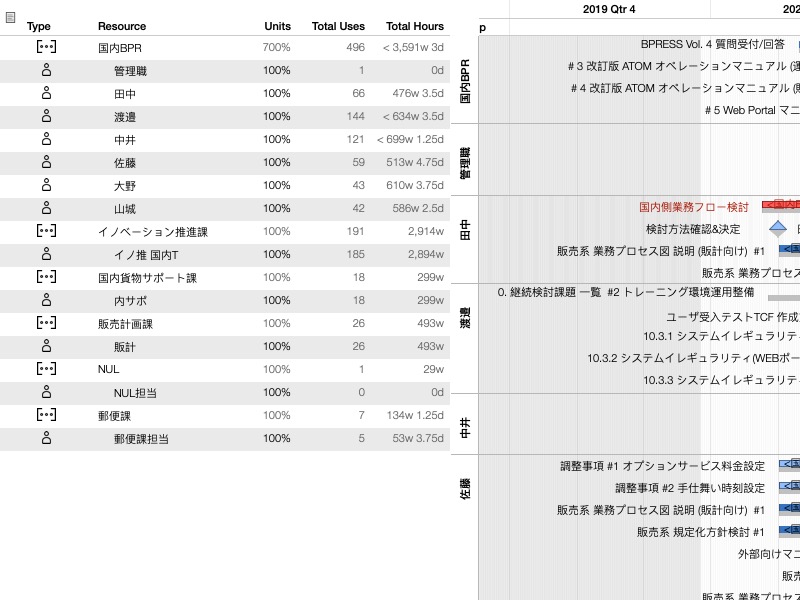 Type Resource Units Total Uses Total Hours
国内BPR 700% 496 < 3,591w 3d
管理職 100% 1 0d
田中 100% 66 476w 3.5d
渡邉 100% 144 < 634w 3.5d
中井 100% 121 < 699w 1.25d
佐藤 100% 59 513w 4.75d
大野 100% 43 610w 3.75d
山城 100% 42 586w 2.5d
イノベーション推進課 100% 191 2,914w
イノ推 国内T 100% 185 2,894w
国内貨物サポート課 100% 18 299w
内サポ 100% 18 299w
販売計画課 100% 26 493w
販計 100% 26 493w
NUL 100% 1 29w
NUL担当 100% 0 0d
郵便課 100% 7 134w 1.25d
郵便課担当 100% 5 53w 3.75d
2019 Qtr 4 202
p
国内BPR
BPRESS Vol. 4 質問受付/回答
# 3 改訂版 ATOM オペレーションマニュアル
# 4 改訂版 ATOM オペレーションマニュアル
# 5 Web Portal マニ
管理職
田中
国内側業務フロー検討
検討方法確認&決定
販売系 業務プロセス図 説明 (販計向け) #1
販売系 業務プロセス
渡邉
0. 継続検討課題 一覧 #2 トレーニング環境運用整備
ユーザ受入テストTCF 作成
10.3.1 システムイレギュラリテ
10.3.2 システムイレギュラリティ(WEBポー
10.3.3 システムイレギュラリテ
中井
佐藤
調整事項 #1 オプションサービス料金設定
調整事項 #2 手仕舞い時刻設定
販売系 業務プロセス図 説明 (販計向け) #1
販売系 規定化方針検討 #1
外部向けマニ
販売
販売系 業務プロセス